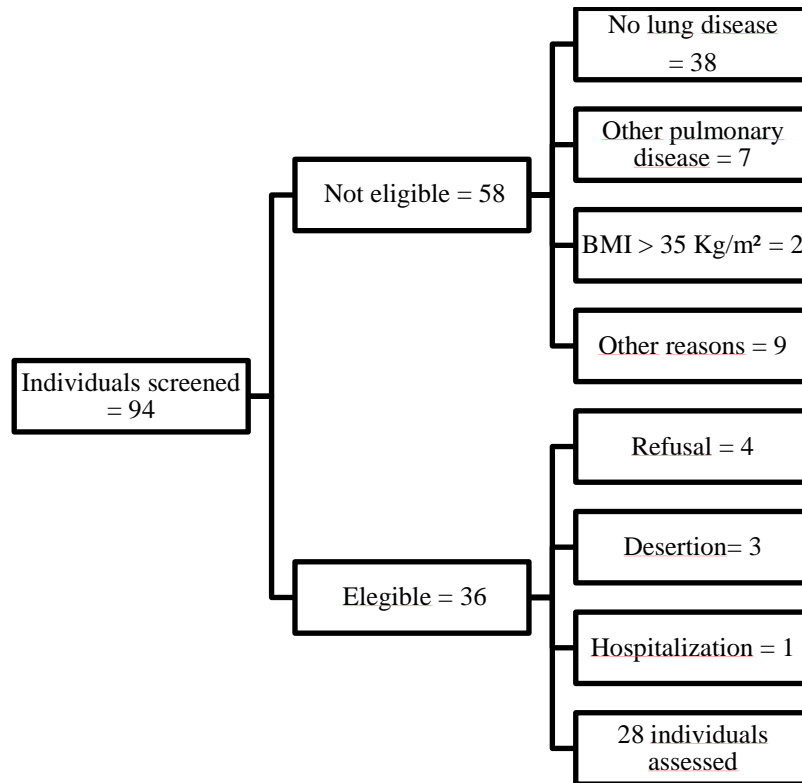 No lung disease
= 38
Other pulmonary
disease = 7
Not eligible = 58
BMI > 35 Kg/m² = 2
Other reasons = 9
Individuals screened
= 94
Refusal = 4
Desertion= 3
Elegible = 36
Hospitalization = 1
28 individuals
assessed